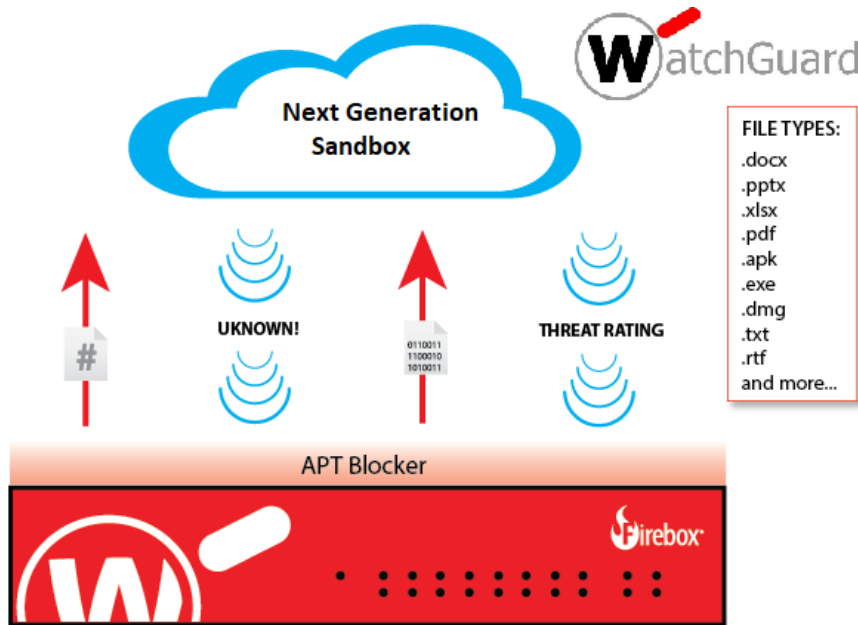 WatchGuard
Next Generation
Sandbox
FILE TYPES:
.docx
.pptx
.xlsx
.pdf
.apk
.exe
.dmg
.txt
.rtf
and more...
#
UKNOWN!
0110011
1100010
1010011
THREAT RATING
APT Blocker
W
Firebox